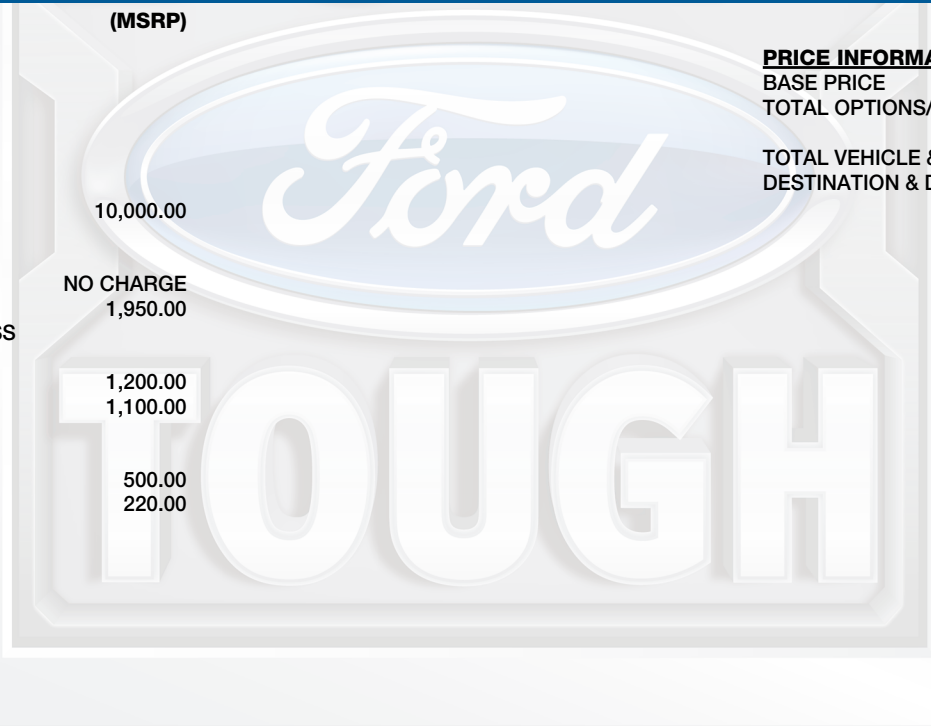 (MSRP)
10,000.00
NO CHARGE
1,950.00
SS
1,200.00
1,100.00
500.00
220.00
PRICE INFORMA
BASE PRICE
TOTAL OPTIONS/
TOTAL VEHICLE &
DESTINATION & D
Ford
TOUGH